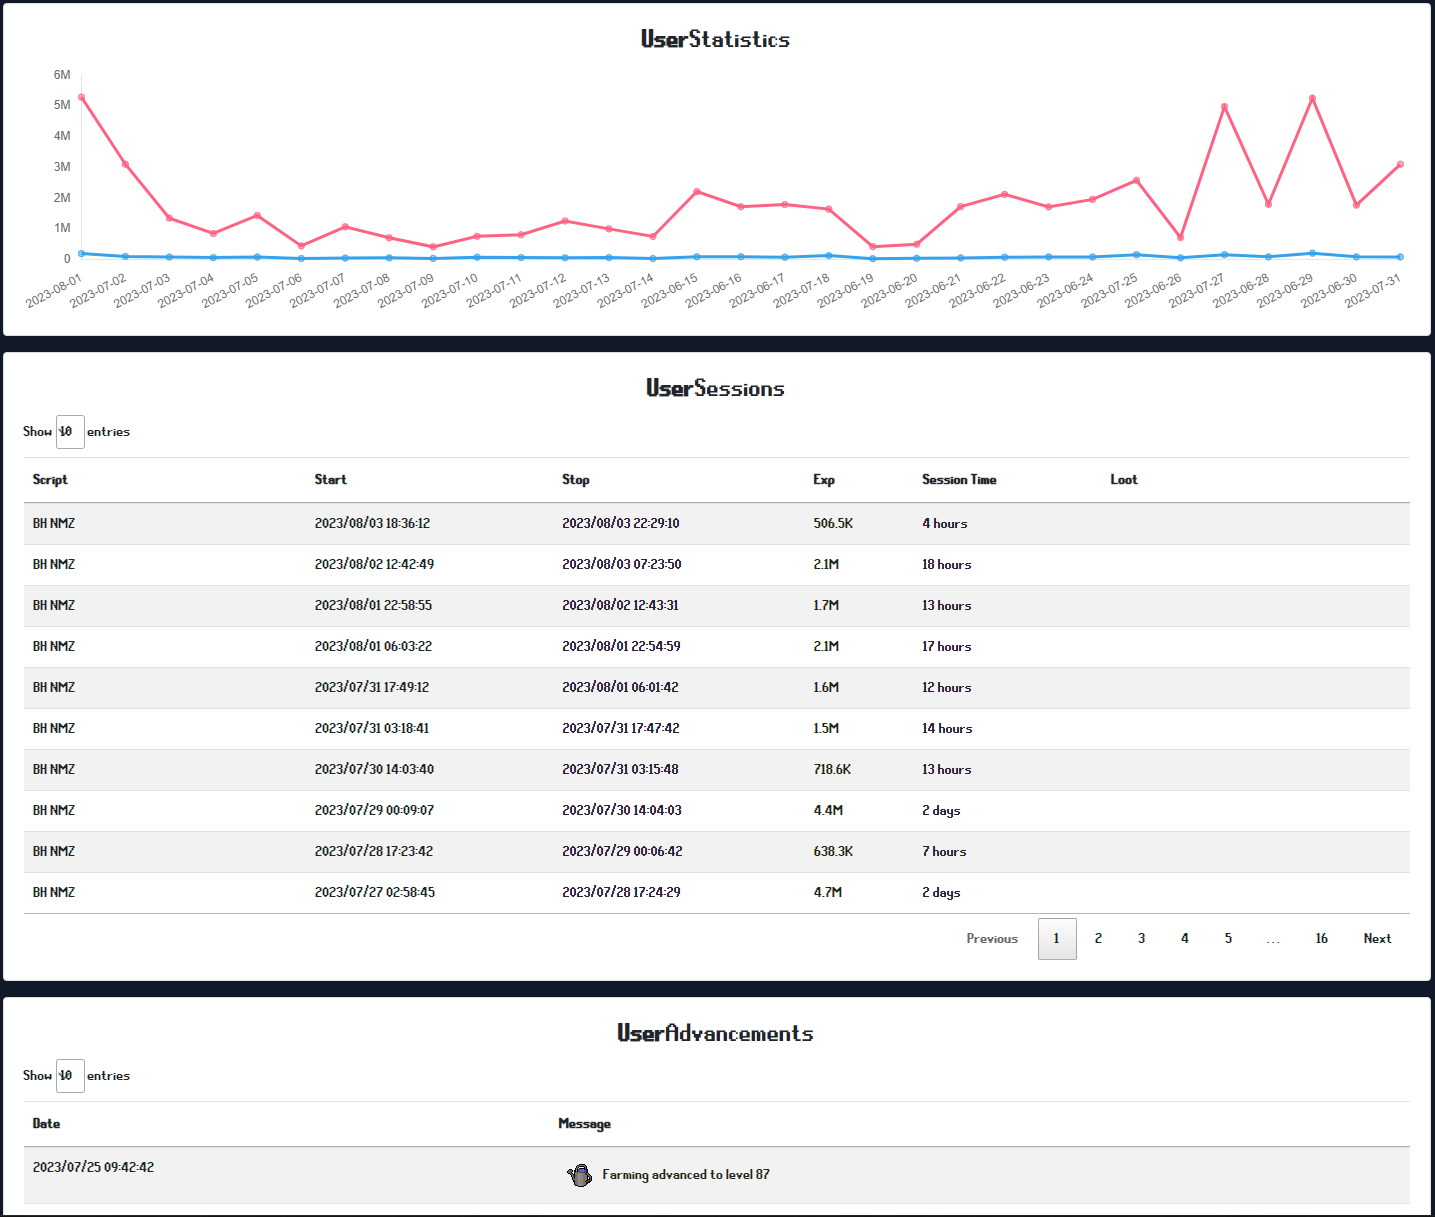 UserStatistics
6M
5M
4M
3M
2M
1M
0
2023-08-01 2023-07-02 2023-07-03 2023-07-04 2023-07-05 2023-07-06 2023-07-07 2023-07-08 2023-07-09 2023-07-10 2023-07-11 2023-07-12 2023-07-13 2023-07-14 2023-06-15 2023-06-16 2023-06-17 2023-07-18 2023-06-19 2023-06-20 2023-06-21 2023-06-22 2023-06-23 2023-06-24 2023-07-25 2023-06-26 2023-07-27 2023-06-28 2023-06-29 2023-06-30 2023-07-31
UserSessions
Show 10 entries
Script Start Stop Exp Session Time Loot
BH NMZ 2023/08/03 18:36:12 2023/08/03 22:29:10 506.5K 4 hours
BH NMZ 2023/08/02 12:42:49 2023/08/03 07:23:50 2.1M 18 hours
BH NMZ 2023/08/01 22:58:55 2023/08/02 12:43:31 1.7M 13 hours
BH NMZ 2023/08/01 06:03:22 2023/08/01 22:54:59 2.1M 17 hours
BH NMZ 2023/07/31 17:49:12 2023/08/01 06:01:42 1.6M 12 hours
BH NMZ 2023/07/31 03:18:41 2023/07/31 17:47:42 1.5M 14 hours
BH NMZ 2023/07/30 14:03:40 2023/07/31 03:15:48 718.6K 13 hours
BH NMZ 2023/07/29 00:09:07 2023/07/30 14:04:03 4.4M 2 days
BH NMZ 2023/07/28 17:23:42 2023/07/29 00:06:42 638.3K 7 hours
BH NMZ 2023/07/27 02:58:45 2023/07/28 17:24:29 4.7M 2 days
Previous 1 2 3 4 5 ... 16 Next
UserAdvancements
Show 10 entries
Date Message
2023/07/25 09:42:42 Farming advanced to level 87